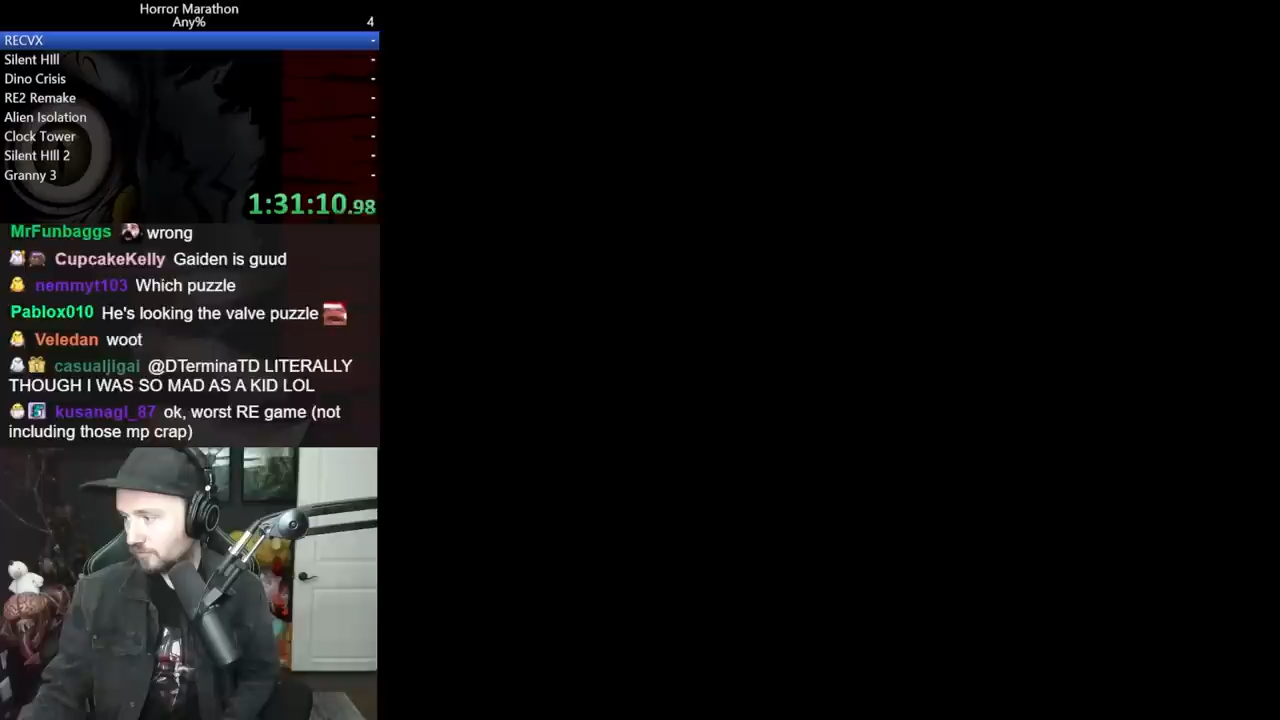 Horror Marathon
Any%
4
RECVX -
Silent HIll -
Dino Crisis -
RE2 Remake -
Alien Isolation -
Clock Tower -
Silent HIll 2 -
Granny 3 -
1:31:10.98
MrFunbaggs wrong
CupcakeKelly Gaiden is guud
nemmyt103 Which puzzle
Pablox010 He's looking the valve puzzle
Veledan woot
casualjigai @DTerminaTD LITERALLY
THOUGH I WAS SO MAD AS A KID LOL
kusanagI_87 ok, worst RE game (not
including those mp crap)